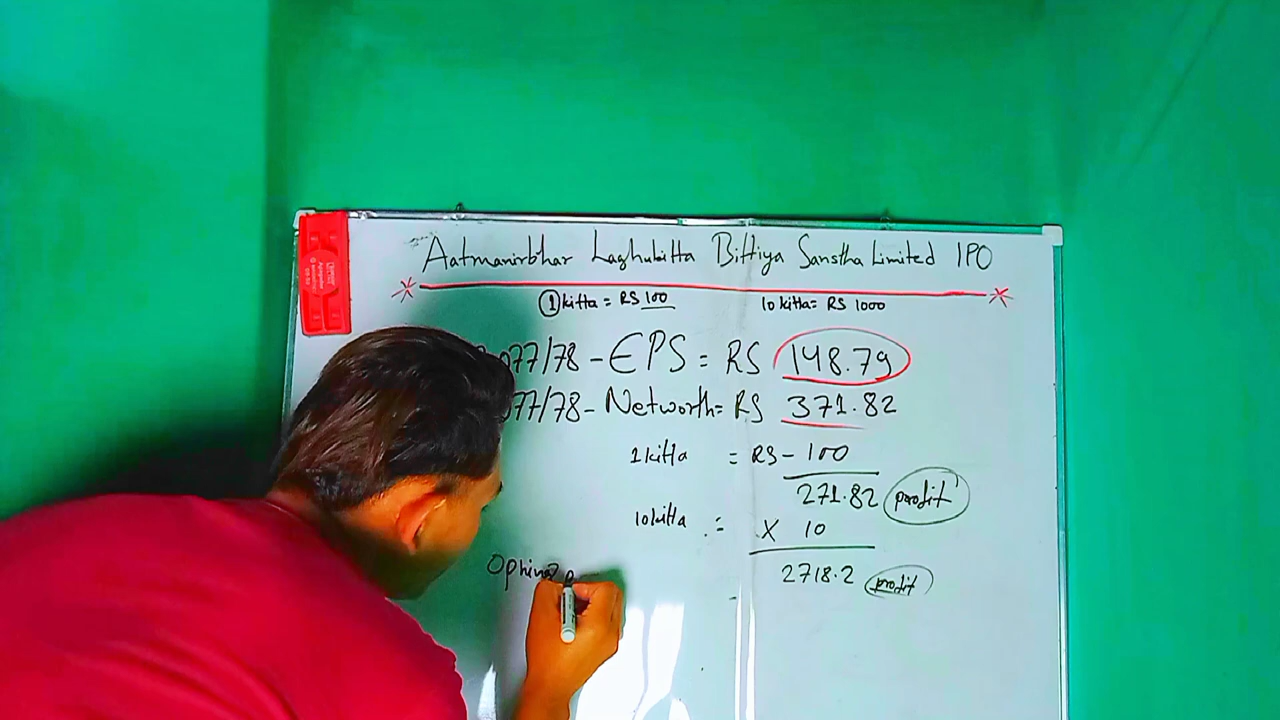 Aatmanirbhar Laghubitta Bittiya Sanstha Limited IPO
1 kitta = RS 100 10 kitta = RS 1000
077/78 - EPS = RS 148.79
077/78 - Networth = RS 371.82
1 kitta = RS - 100
271.82 profit
10 kitta = X 10
2718.2 profit